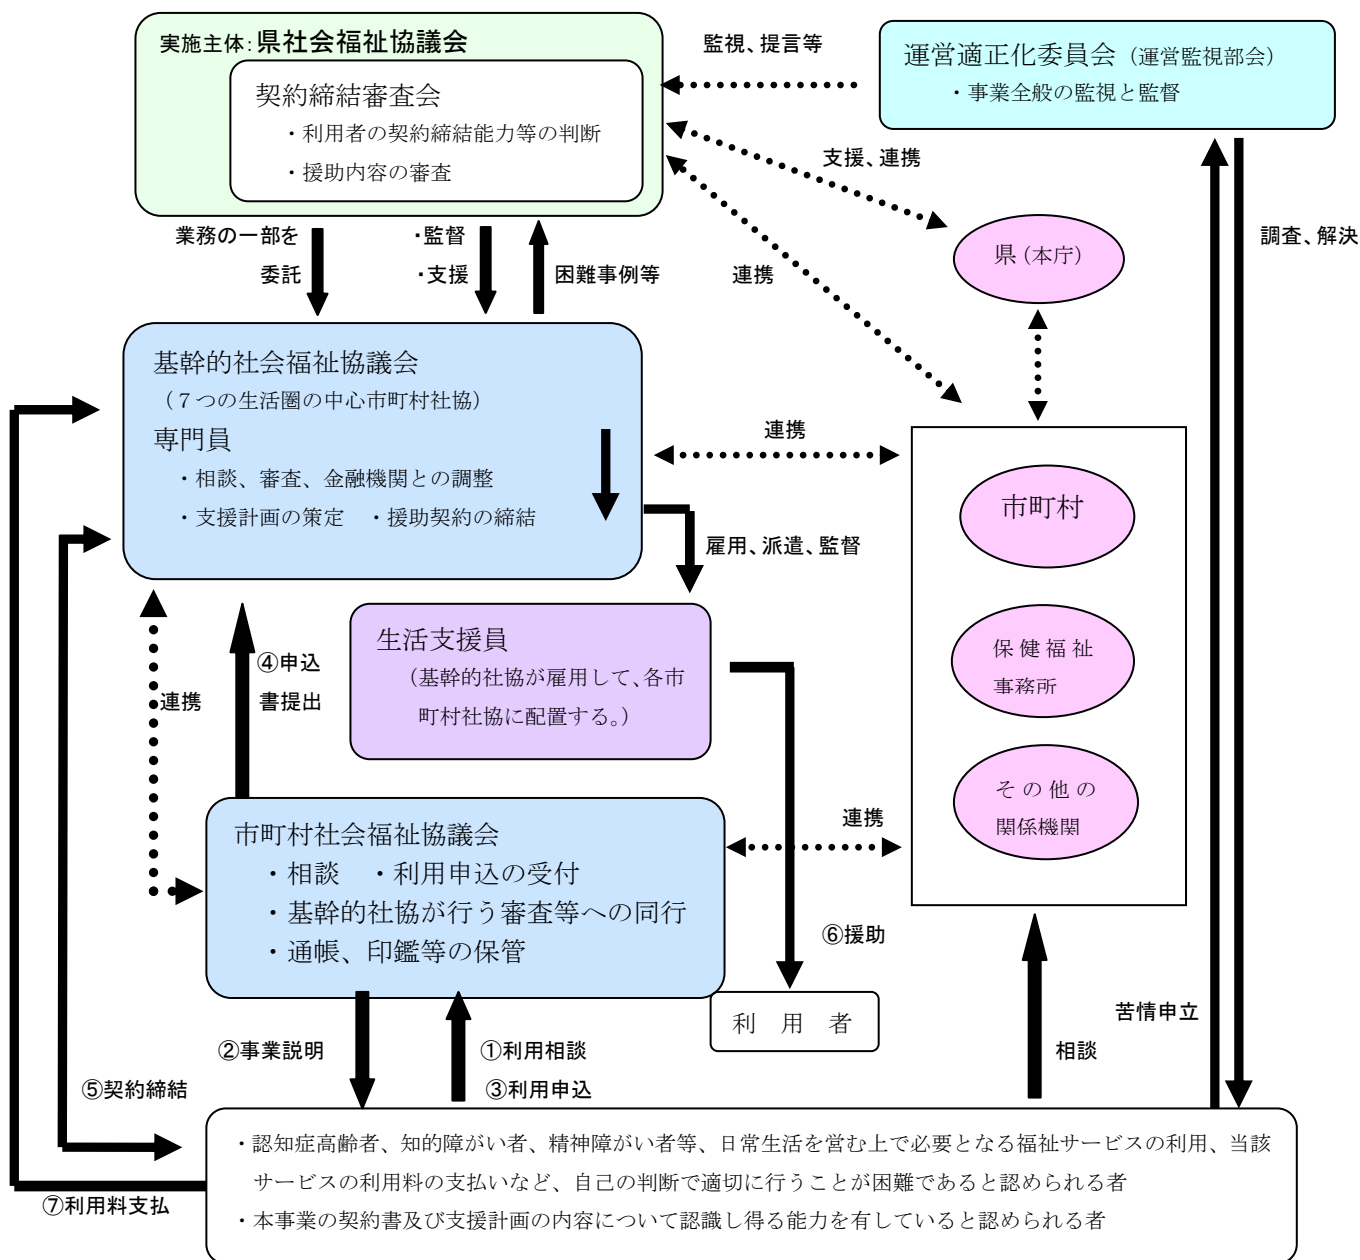 実施主体：県社会福祉協議会
契約締結審査会
・利用者の契約締結能力等の判断
・援助内容の審査
監視、提言等
運営適正化委員会（運営監視部会）
・事業全般の監視と監督
支援、連携
県（本庁）
調査、解決
業務の一部を
委託
・監督
・支援
困難事例等
連携
基幹的社会福祉協議会
（７つの生活圏の中心市町村社協）
専門員
・相談、審査、金融機関との調整
・支援計画の策定　・援助契約の締結
連携
雇用、派遣、監督
市町村
保健福祉
事務所
その他の
関係機関
生活支援員
（基幹的社協が雇用して、各市
町村社協に配置する。）
④申込
書提出
連携
市町村社会福祉協議会
・相談　・利用申込の受付
・基幹的社協が行う審査等への同行
・通帳、印鑑等の保管
連携
⑥援助
利　用　者
②事業説明
①利用相談
③利用申込
相談
苦情申立
⑤契約締結
⑦利用料支払
・認知症高齢者、知的障がい者、精神障がい者等、日常生活を営む上で必要となる福祉サービスの利用、当該
サービスの利用料の支払いなど、自己の判断で適切に行うことが困難であると認められる者
・本事業の契約書及び支援計画の内容について認識し得る能力を有していると認められる者